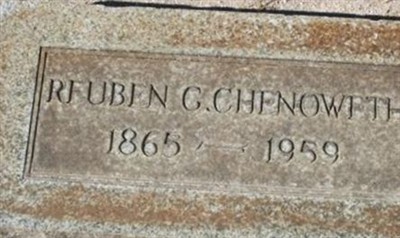 REUBEN G. CHENOWETH
1865 — 1959